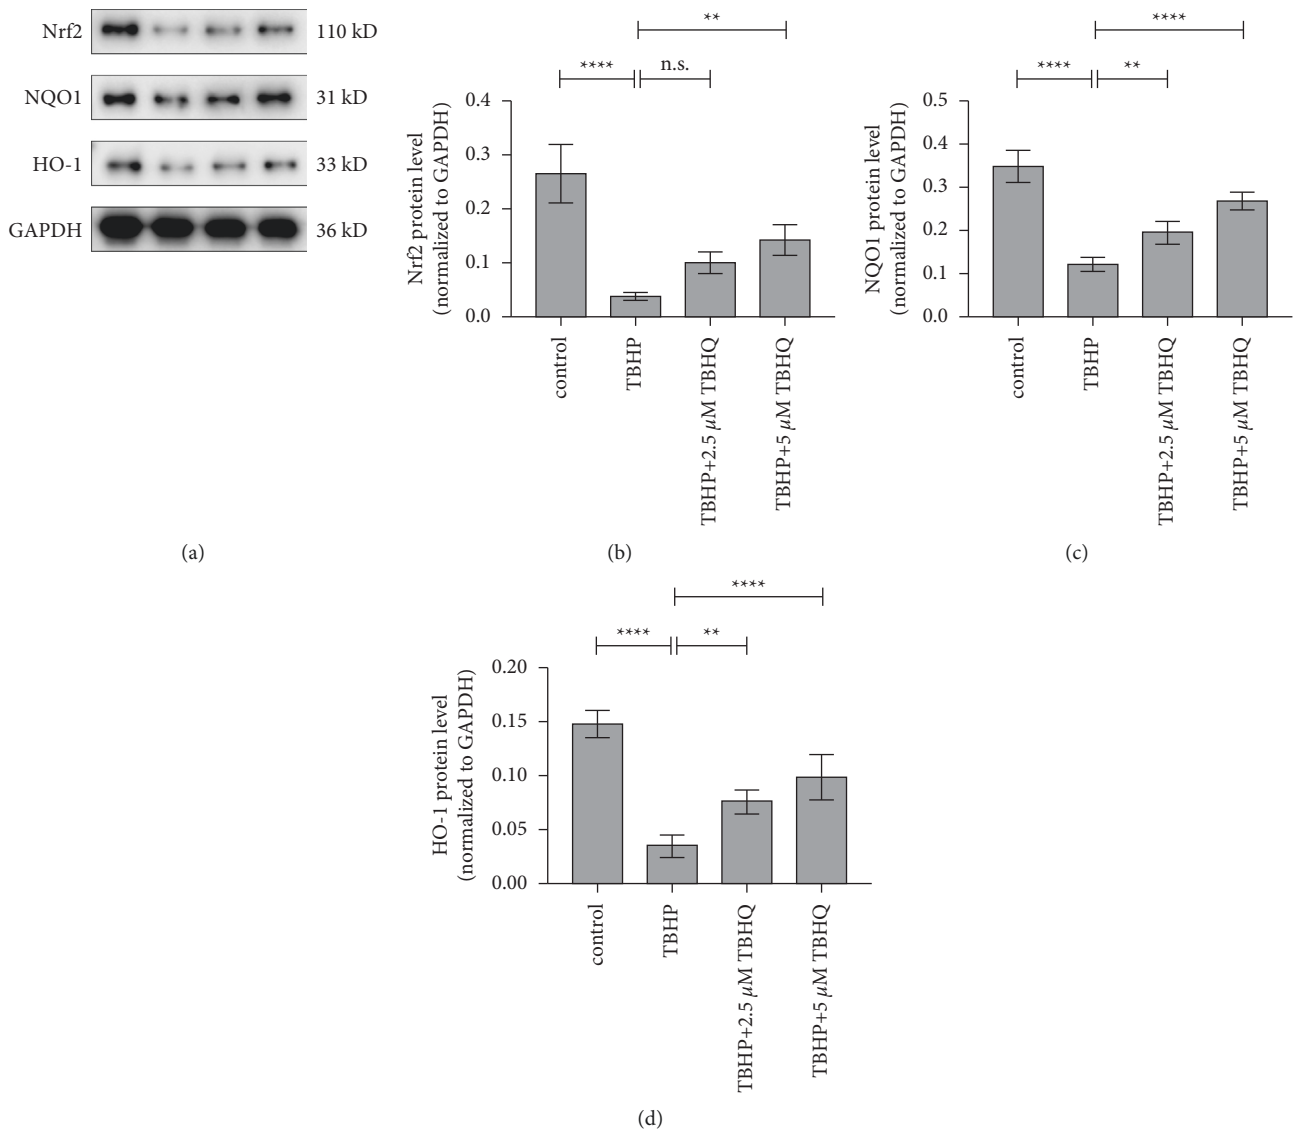 Nrf2 110 kD
NQO1 31 kD
HO-1 33 kD
GAPDH 36 kD
(a)
**
**** n.s.
0.4
0.3
0.2
0.1
0.0
Nrf2 protein level
(normalized to GAPDH)
control
TBHP
TBHP+2.5 μM TBHQ
TBHP+5 μM TBHQ
(b)
****
**** **
0.5
0.4
0.3
0.2
0.1
0.0
NQO1 protein level
(normalized to GAPDH)
control
TBHP
TBHP+2.5 μM TBHQ
TBHP+5 μM TBHQ
(c)
****
**** **
0.20
0.15
0.10
0.05
0.00
HO-1 protein level
(normalized to GAPDH)
control
TBHP
TBHP+2.5 μM TBHQ
TBHP+5 μM TBHQ
(d)